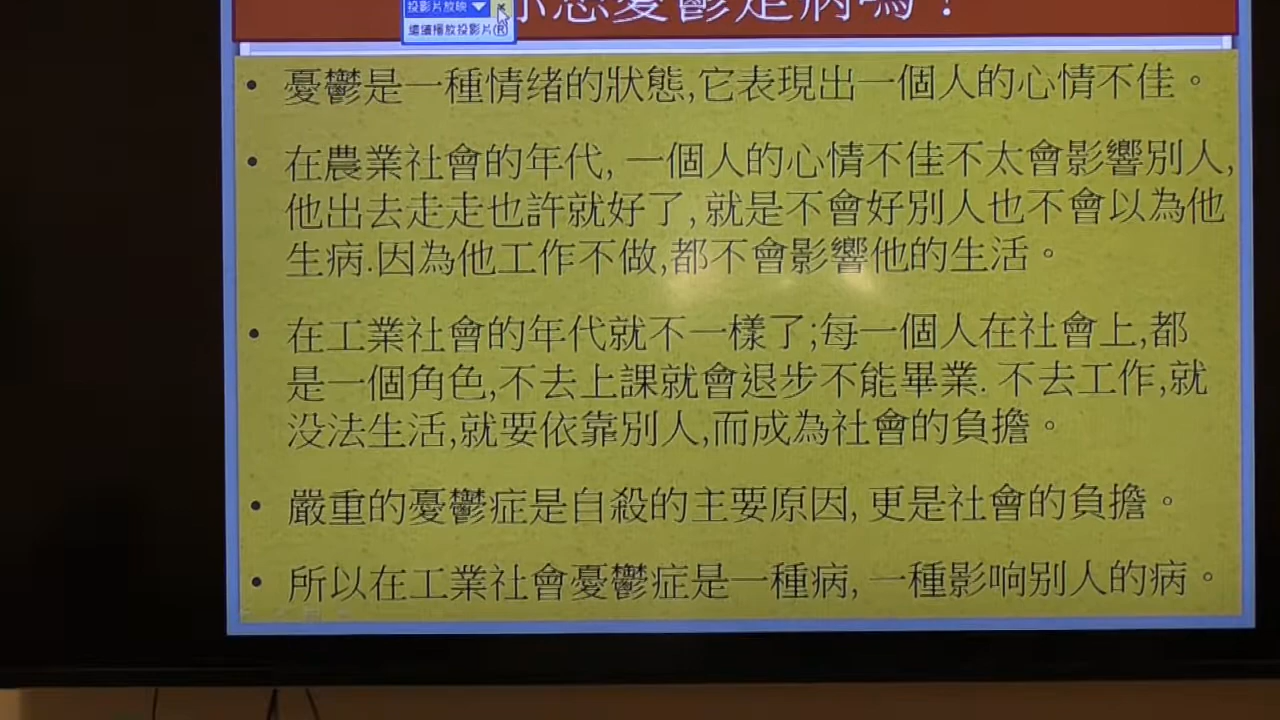 投影片放映
繼續播放投影片(R)
你想憂鬱是病嗎？
• 憂鬱是一種情绪的狀態,它表現出一個人的心情不佳。
• 在農業社會的年代, 一個人的心情不佳不太會影響別人,
他出去走走也許就好了, 就是不會好別人也不會以為他
生病.因為他工作不做,都不會影響他的生活。
• 在工業社會的年代就不一樣了;每一個人在社會上,都
是一個角色,不去上課就會退步不能畢業. 不去工作,就
没法生活,就要依靠別人,而成為社會的負擔。
• 嚴重的憂鬱症是自殺的主要原因, 更是社會的負擔。
• 所以在工業社會憂鬱症是一種病, 一種影响别人的病。